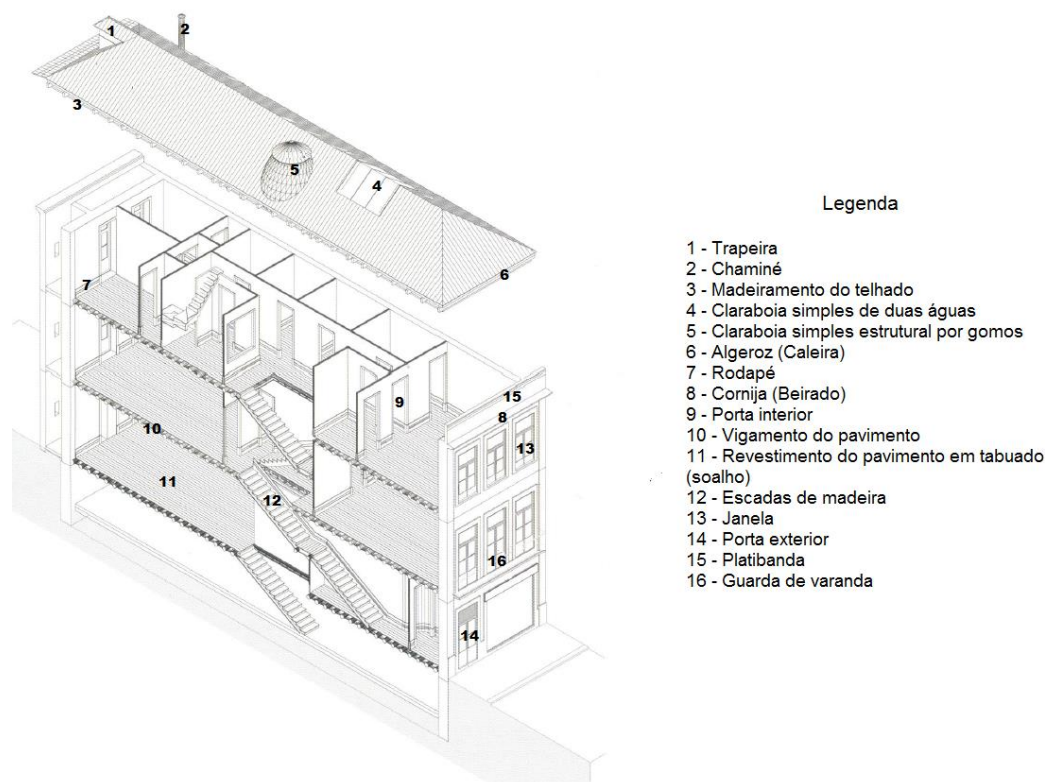 1
2
3
5
4
6
7
9
15
8
13
10
11
12
16
14
Legenda
1 - Trapeira
2 - Chaminé
3 - Madeiramento do telhado
4 - Claraboia simples de duas águas
5 - Claraboia simples estrutural por gomos
6 - Algeroz (Caleira)
7 - Rodapé
8 - Cornija (Beirado)
9 - Porta interior
10 - Vigamento do pavimento
11 - Revestimento do pavimento em tabuado
(soalho)
12 - Escadas de madeira
13 - Janela
14 - Porta exterior
15 - Platibanda
16 - Guarda de varanda